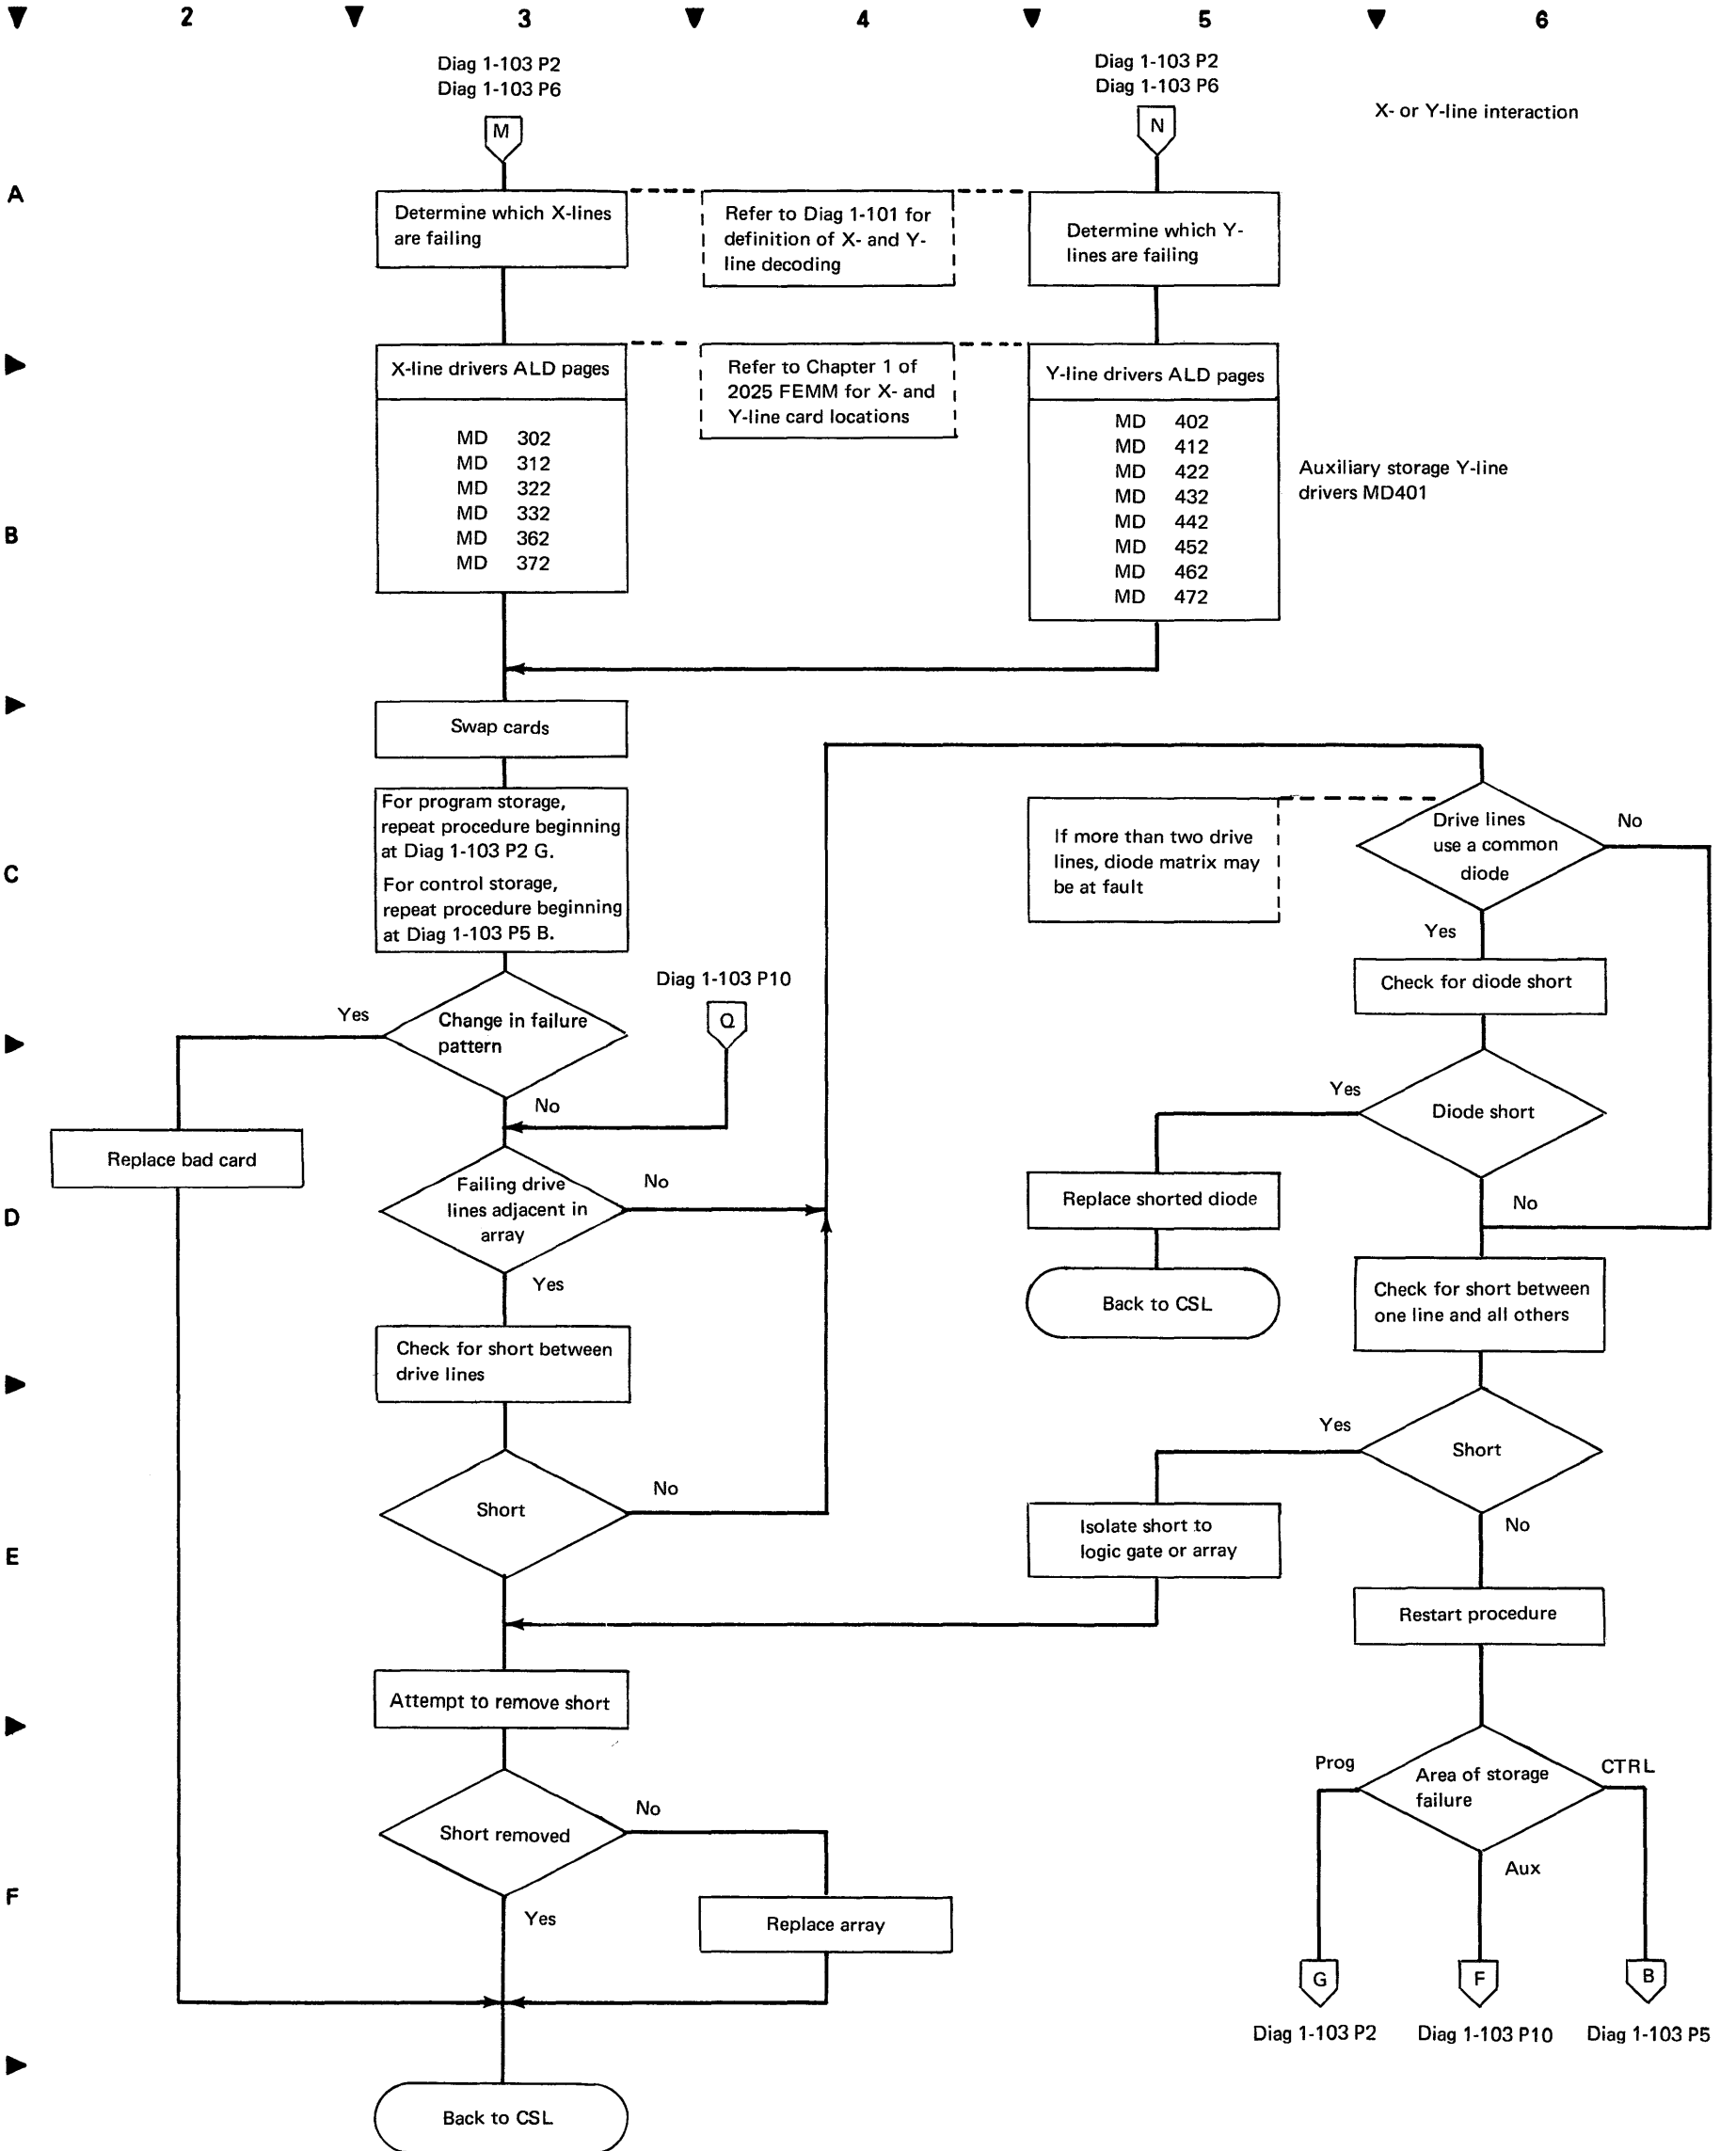 2 3 4 5 6
Diag 1-103 P2
Diag 1-103 P6
M
Diag 1-103 P2
Diag 1-103 P6
N
X- or Y-line interaction
A
Determine which X-lines
are failing
Refer to Diag 1-101 for
definition of X- and Y-
line decoding
Determine which Y-
lines are failing
X-line drivers ALD pages
MD 302
MD 312
MD 322
MD 332
MD 362
MD 372
Refer to Chapter 1 of
2025 FEMM for X- and
Y-line card locations
Y-line drivers ALD pages
MD 402
MD 412
MD 422
MD 432
MD 442
MD 452
MD 462
MD 472
Auxiliary storage Y-line
drivers MD401
B
Swap cards
For program storage,
repeat procedure beginning
at Diag 1-103 P2 G.
For control storage,
repeat procedure beginning
at Diag 1-103 P5 B.
C
If more than two drive
lines, diode matrix may
be at fault
Drive lines
use a common
diode
No
Yes
Check for diode short
Diag 1-103 P10
Q
Yes
Change in failure
pattern
No
Yes
Diode short
No
Replace bad card
Replace shorted diode
D
Failing drive
lines adjacent in
array
No
Yes
Back to CSL
Check for short between
one line and all others
Check for short between
drive lines
Yes
Short
No
Short
No
E
Isolate short to
logic gate or array
Restart procedure
Attempt to remove short
Prog
Area of storage
failure
CTRL
Aux
Short removed
No
Yes
F
Replace array
G
F
B
Diag 1-103 P2
Diag 1-103 P10
Diag 1-103 P5
Back to CSL